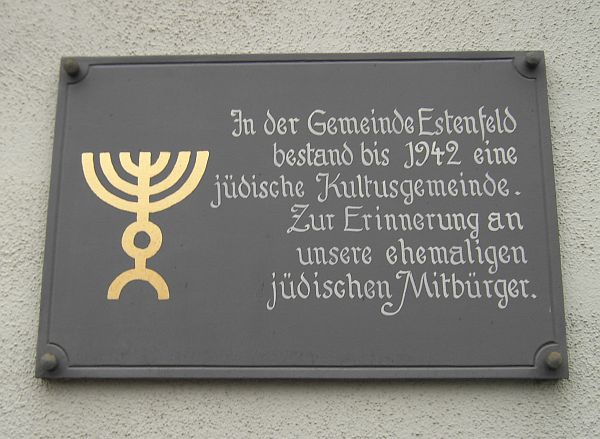 In der Gemeinde Estenfeld
bestand bis 1942 eine
jüdische Kultusgemeinde.
Zur Erinnerung an
unsere ehemaligen
jüdischen Mitbürger.